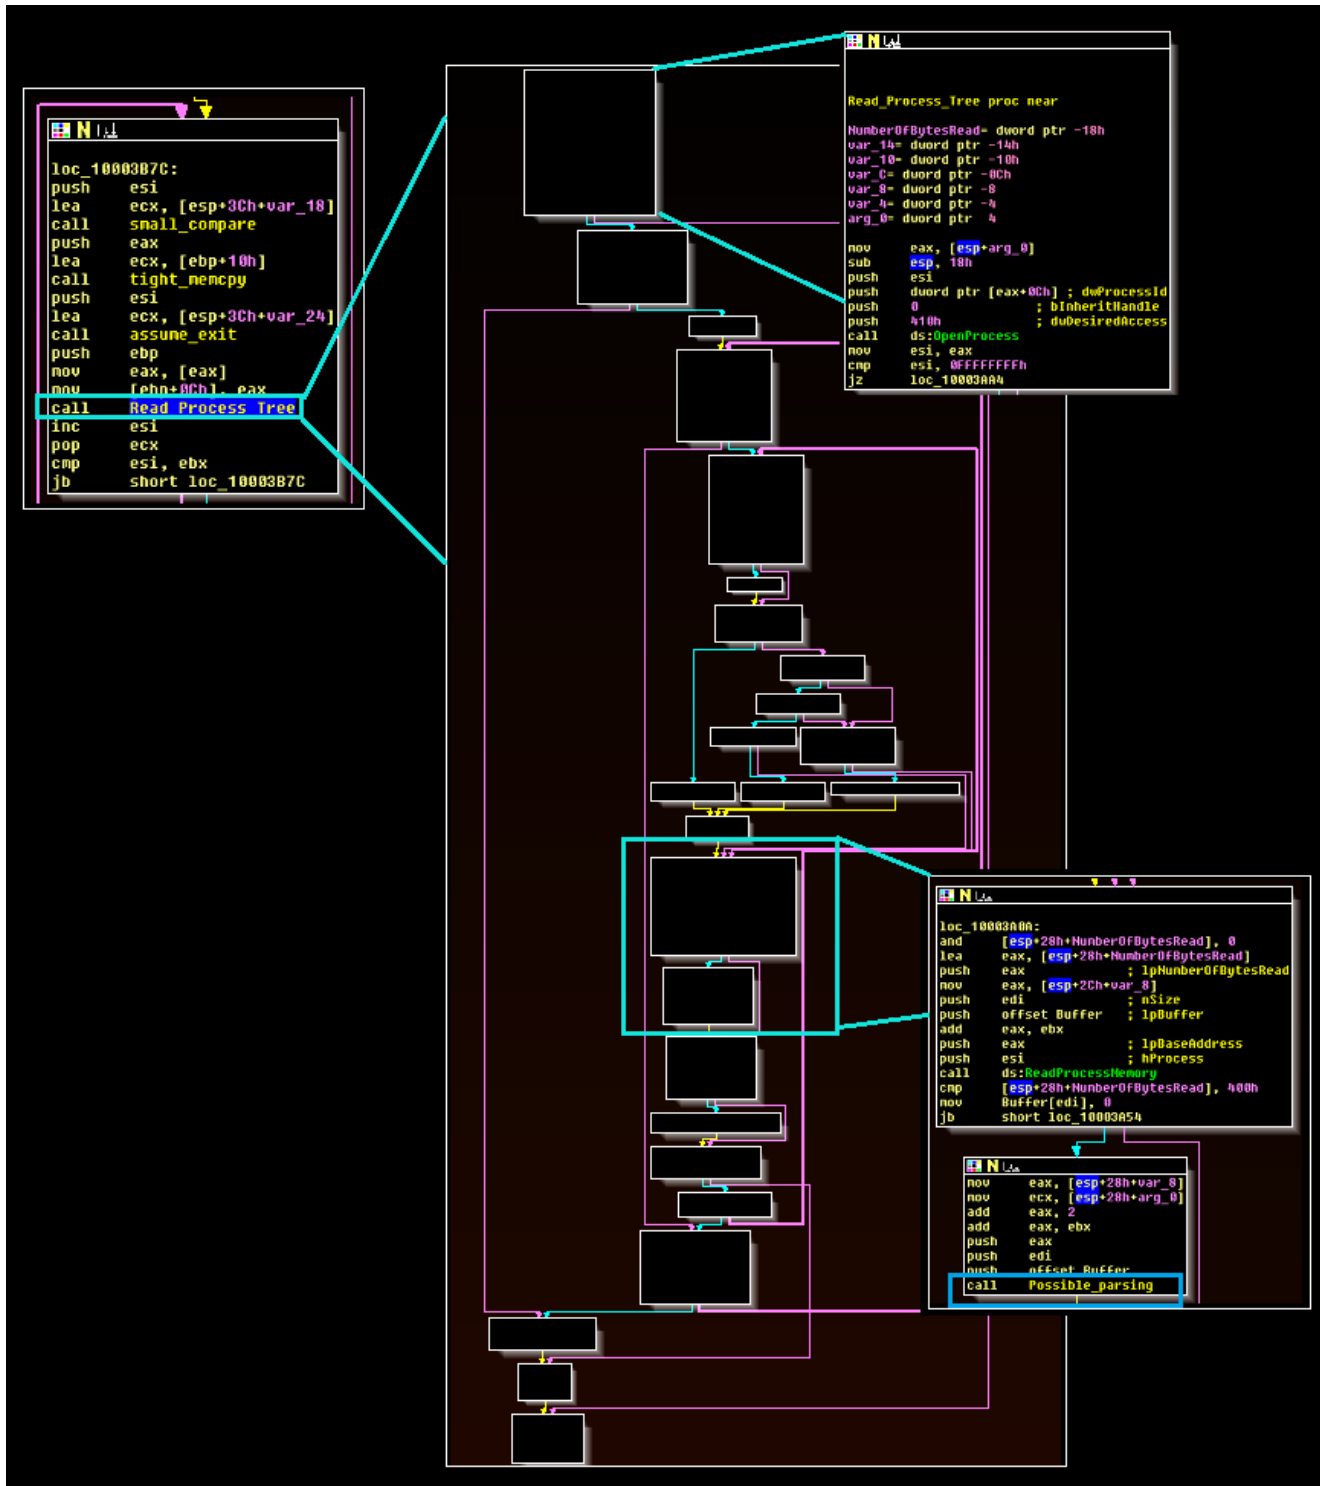 N
loc_10003B7C:
push esi
lea ecx, [esp+3Ch+var_18]
call small_compare
push eax
lea ecx, [ebp+10h]
call tight_memcpy
push esi
lea ecx, [esp+3Ch+var_24]
call assume_exit
push ebp
mov eax, [eax]
mov [ebp+0Ch], eax
call Read_Process_Tree
inc esi
pop ecx
cmp esi, ebx
jb short loc_10003B7C
N
Read_Process_Tree proc near
NumberOfBytesRead= dword ptr -18h
var_14= dword ptr -14h
var_10= dword ptr -10h
var_C= dword ptr -0Ch
var_8= dword ptr -8
var_4= dword ptr -4
arg_0= dword ptr 4
mov eax, [esp+arg_0]
sub esp, 18h
push esi
push dword ptr [eax+0Ch] ; dwProcessId
push 0 ; bInheritHandle
push 410h ; dwDesiredAccess
call ds:OpenProcess
mov esi, eax
cmp esi, 0FFFFFFFFh
jz loc_10003AA4
N
loc_10003A0A:
and [esp+28h+NumberOfBytesRead], 0
lea eax, [esp+28h+NumberOfBytesRead]
push eax ; lpNumberOfBytesRead
mov eax, [esp+2Ch+var_8]
push edi ; nSize
push offset Buffer ; lpBuffer
add eax, ebx
push eax ; lpBaseAddress
push esi ; hProcess
call ds:ReadProcessMemory
cmp [esp+28h+NumberOfBytesRead], 400h
mov Buffer[edi], 0
jb short loc_10003A54
N
mov eax, [esp+28h+var_8]
mov ecx, [esp+28h+arg_0]
add eax, 2
add eax, ebx
push eax
push edi
push offset Buffer
call Possible_parsing